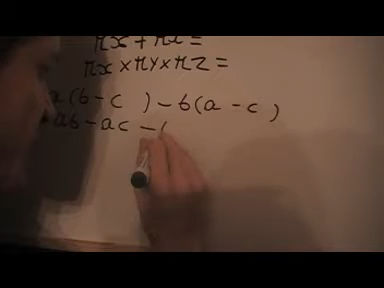 πx + πx =
πx × πy × πz =
a(b - c) - b(a - c)
ab - ac - (